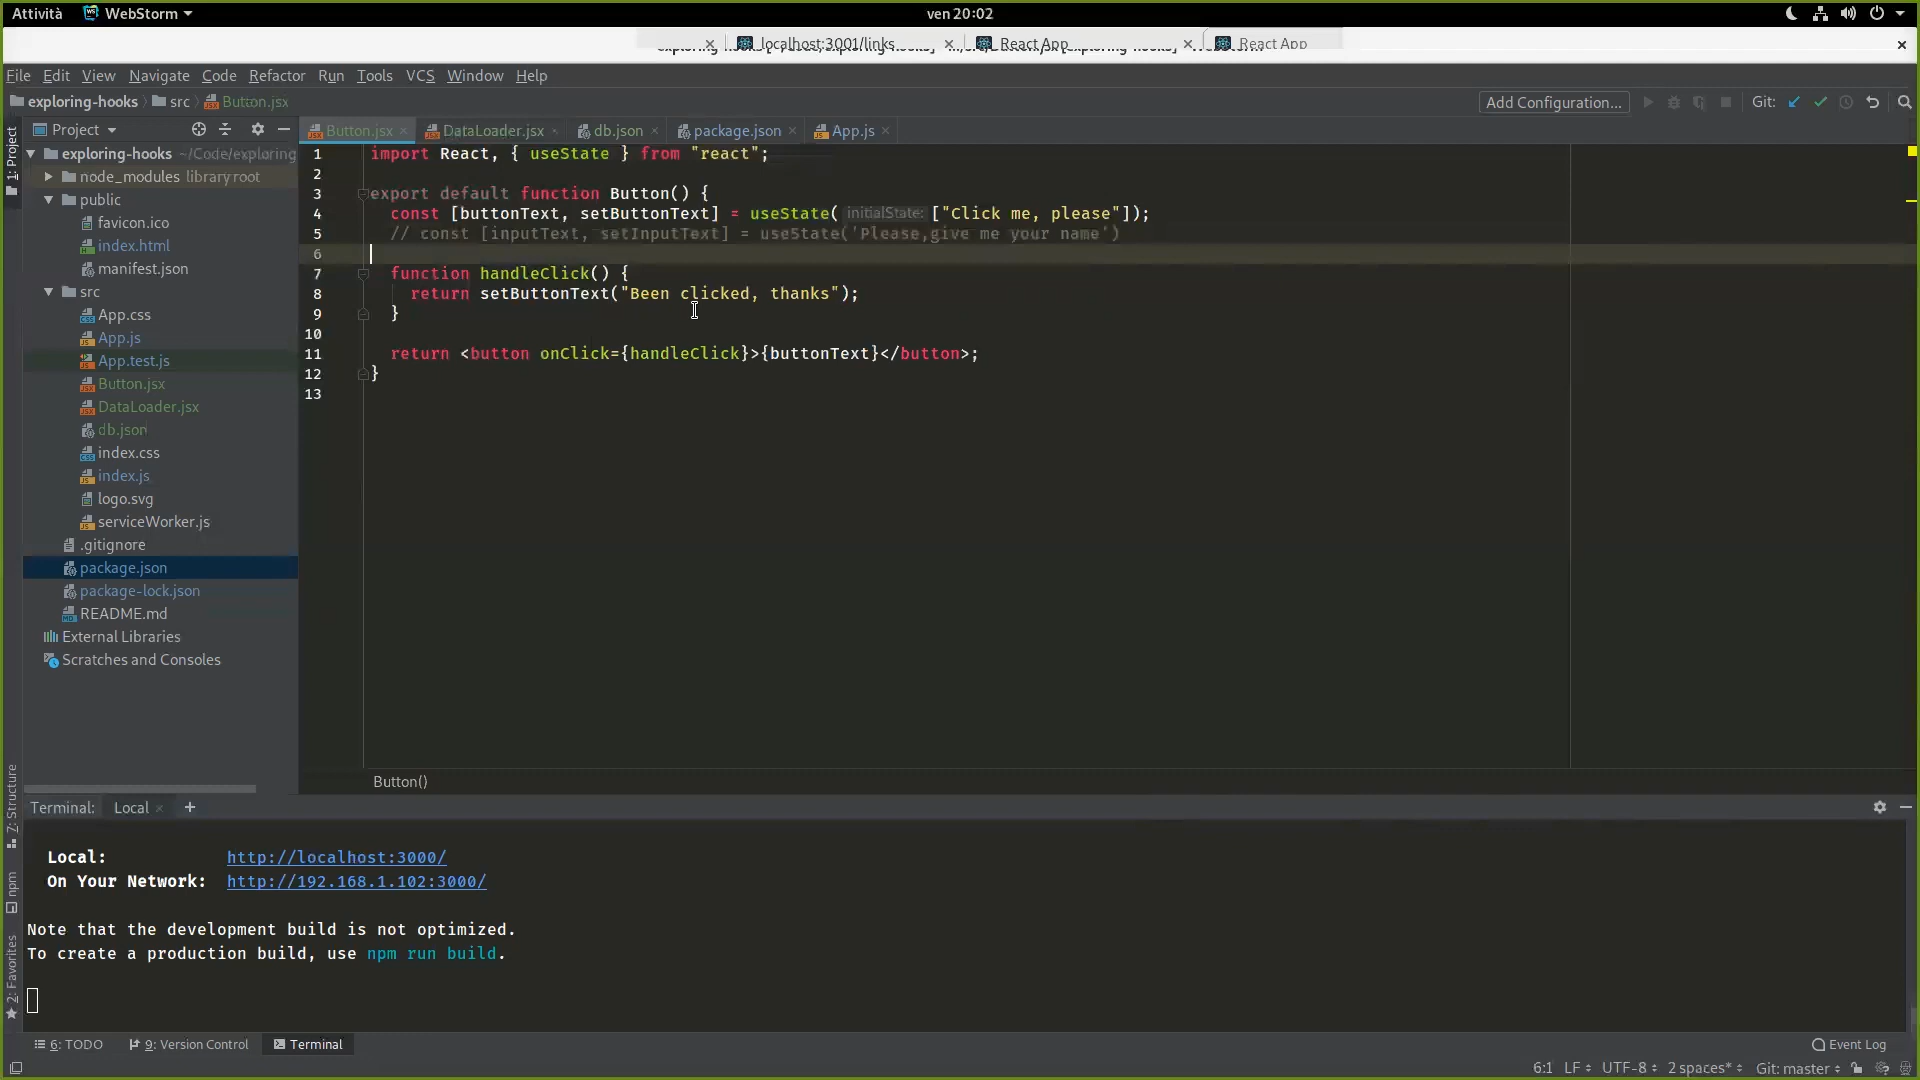 Attività WebStorm ven 20:02
localhost:3001/links React App React App
File Edit View Navigate Code Refactor Run Tools VCS Window Help
exploring-hooks src Button.jsx Add Configuration... Git:
Project Button.jsx DataLoader.jsx db.json package.json App.js
1: Project
exploring-hooks ~/Code/exploring
node_modules library root
public
favicon.ico
index.html
manifest.json
src
App.css
App.js
App.test.js
Button.jsx
DataLoader.jsx
db.json
index.css
index.js
logo.svg
serviceWorker.js
.gitignore
package.json
package-lock.json
README.md
External Libraries
Scratches and Consoles
1 import React, { useState } from "react";
2
3 export default function Button() {
4 const [buttonText, setButtonText] = useState( initialState: ["Click me, please"]);
5 // const [inputText, setInputText] = useState('Please,give me your name')
6
7 function handleClick() {
8 return setButtonText("Been clicked, thanks");
9 }
10
11 return <button onClick={handleClick}>{buttonText}</button>;
12 }
13
Button()
Z: Structure
npm
2: Favorites
Terminal: Local +
Local: http://localhost:3000/
On Your Network: http://192.168.1.102:3000/
Note that the development build is not optimized.
To create a production build, use npm run build.
6: TODO 9: Version Control Terminal Event Log
6:1 LF UTF-8 2 spaces* Git: master